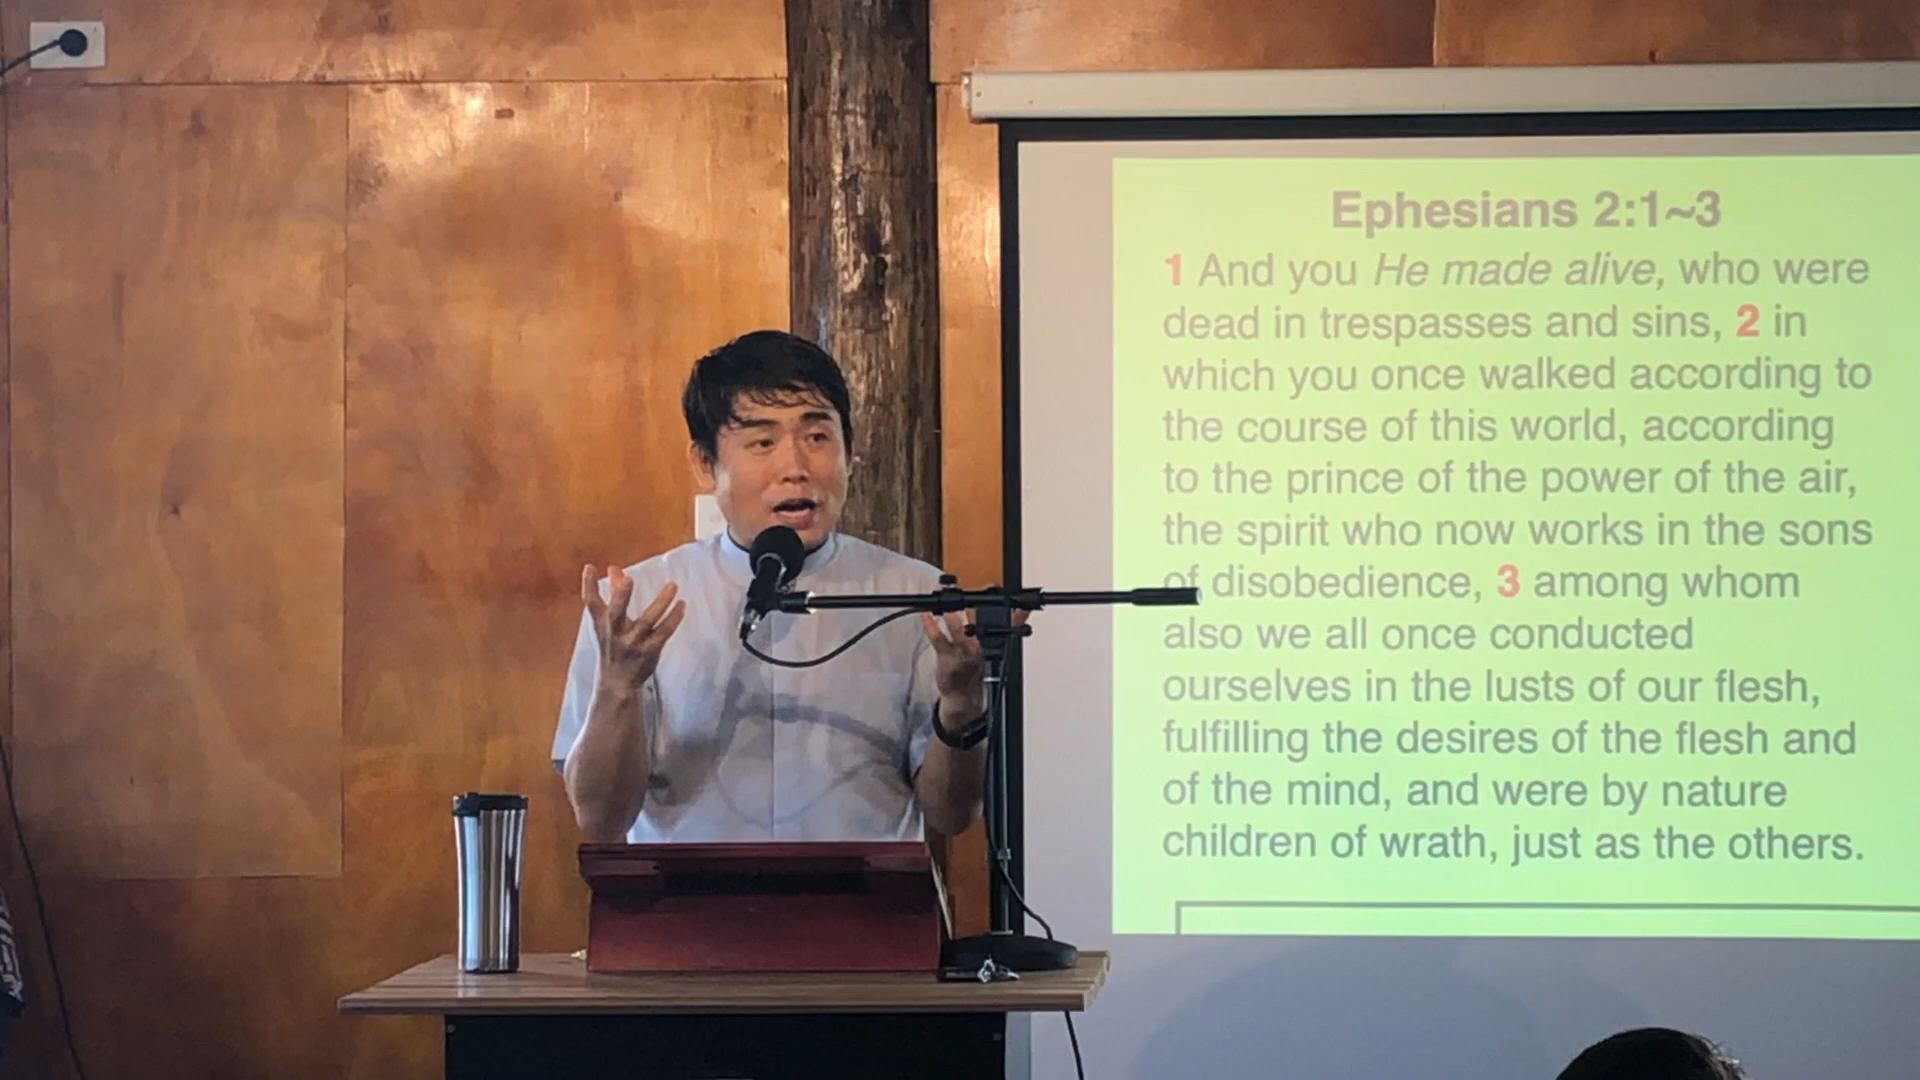 Ephesians 2:1~3
1 And you He made alive, who were
dead in trespasses and sins, 2 in
which you once walked according to
the course of this world, according
to the prince of the power of the air,
the spirit who now works in the sons
of disobedience, 3 among whom
also we all once conducted
ourselves in the lusts of our flesh,
fulfilling the desires of the flesh and
of the mind, and were by nature
children of wrath, just as the others.